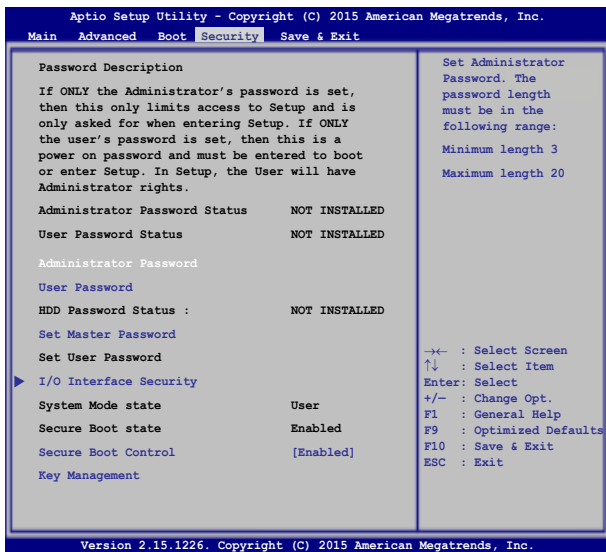 Aptio Setup Utility - Copyright (C) 2015 American Megatrends, Inc.
Main Advanced Boot Security Save & Exit
Password Description
If ONLY the Administrator's password is set,
then this only limits access to Setup and is
only asked for when entering Setup. If ONLY
the user's password is set, then this is a
power on password and must be entered to boot
or enter Setup. In Setup, the User will have
Administrator rights.
Administrator Password Status NOT INSTALLED
User Password Status NOT INSTALLED
Administrator Password
User Password
HDD Password Status : NOT INSTALLED
Set Master Password
Set User Password
I/O Interface Security
System Mode state User
Secure Boot state Enabled
Secure Boot Control [Enabled]
Key Management
Set Administrator
Password. The
password length
must be in the
following range:
Minimum length 3
Maximum length 20
→← : Select Screen
↑↓ : Select Item
Enter: Select
+/— : Change Opt.
F1 : General Help
F9 : Optimized Defaults
F10 : Save & Exit
ESC : Exit
Version 2.15.1226. Copyright (C) 2015 American Megatrends, Inc.